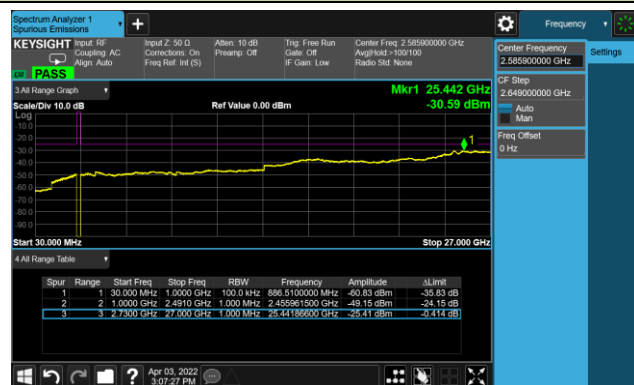 Spectrum Analyzer 1
Spurious Emissions
Frequency
KEYSIGHT Input: RF
Coupling: AC
Align: Auto
Input Z: 50 Ω
Corrections: On
Freq Ref: Int (S)
Atten: 10 dB
Preamp: Off
Trig: Free Run
Gate: Off
IF Gain: Low
Center Freq: 2.585900000 GHz
Avg|Hold:>100/100
Radio Std: None
PASS
Center Frequency
2.585900000 GHz
Settings
CF Step
2.649000000 GHz
Auto
Man
Freq Offset
0 Hz
3 All Range Graph
Mkr1 25.442 GHz
Scale/Div 10.0 dB
Ref Value 0.00 dBm
-30.59 dBm
Log
-10.0
-20.0
-30.0
-40.0
-50.0
-60.0
-70.0
-80.0
-90.0
1
Start 30.000 MHz
Stop 27.000 GHz
4 All Range Table
Spur Range Start Freq Stop Freq RBW Frequency Amplitude ΔLimit
1 1 30.000 MHz 1.0000 GHz 100.0 kHz 886.5100000 MHz -60.83 dBm -35.83 dB
2 2 1.0000 GHz 2.4910 GHz 1.000 MHz 2.455961500 GHz -49.15 dBm -24.15 dB
3 3 2.7300 GHz 27.000 GHz 1.000 MHz 25.44186600 GHz -25.41 dBm -0.414 dB
Apr 03, 2022
3:07:27 PM